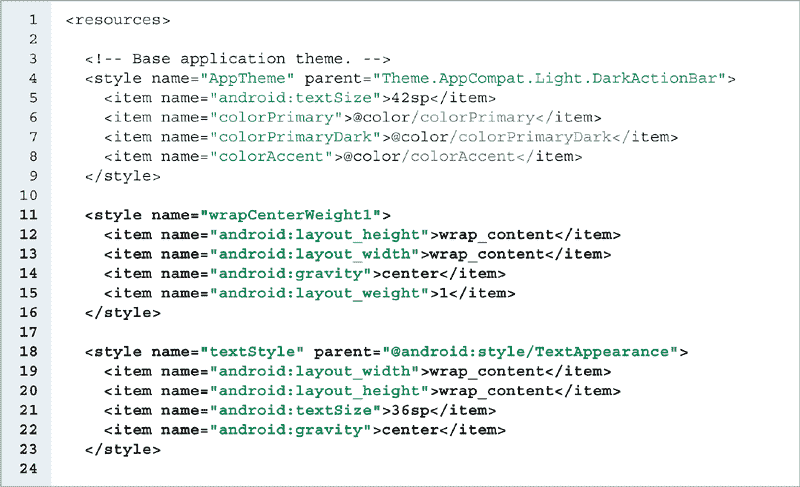 1 <resources>
2
3 <!-- Base application theme. -->
4 <style name="AppTheme" parent="Theme.AppCompat.Light.DarkActionBar">
5 <item name="android:textSize">42sp</item>
6 <item name="colorPrimary">@color/colorPrimary</item>
7 <item name="colorPrimaryDark">@color/colorPrimaryDark</item>
8 <item name="colorAccent">@color/colorAccent</item>
9 </style>
10
11 <style name="wrapCenterWeight1">
12 <item name="android:layout_height">wrap_content</item>
13 <item name="android:layout_width">wrap_content</item>
14 <item name="android:gravity">center</item>
15 <item name="android:layout_weight">1</item>
16 </style>
17
18 <style name="textStyle" parent="@android:style/TextAppearance">
19 <item name="android:layout_width">wrap_content</item>
20 <item name="android:layout_height">wrap_content</item>
21 <item name="android:textSize">36sp</item>
22 <item name="android:gravity">center</item>
23 </style>
24